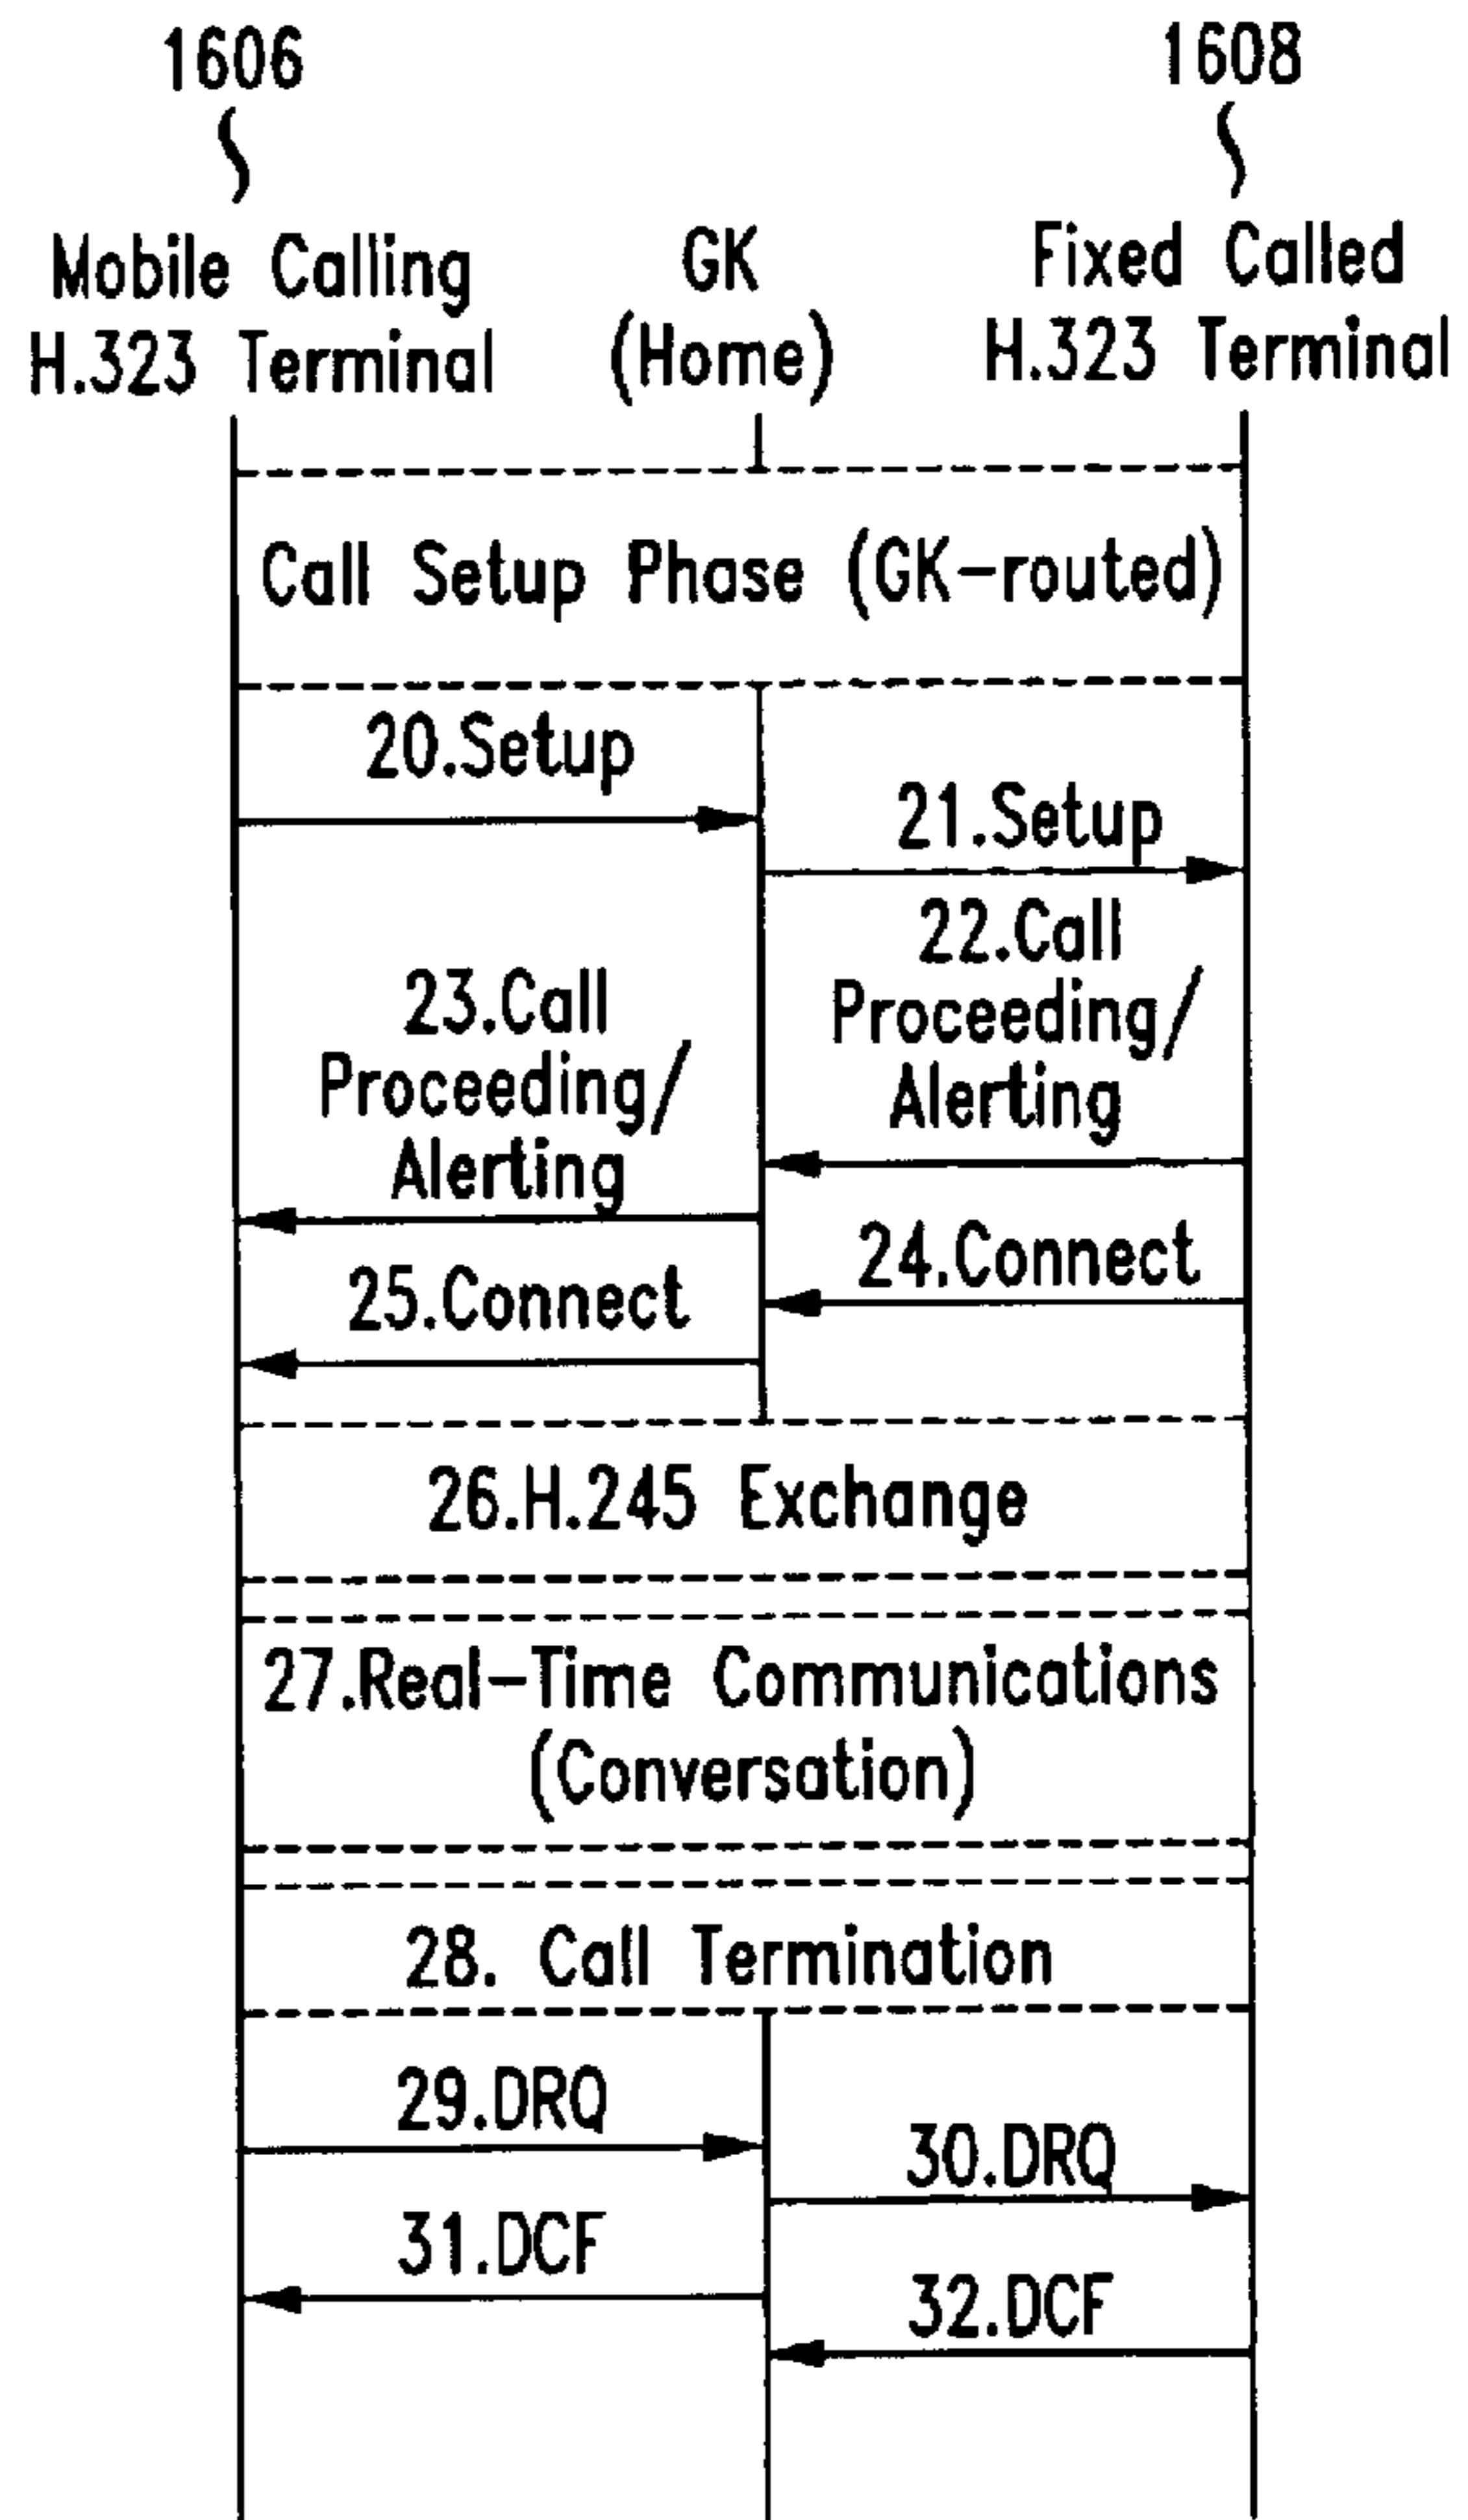 1606
1608
Mobile Calling
H.323 Terminal
GK
(Home)
Fixed Called
H.323 Terminal
Call Setup Phase (GK-routed)
20.Setup
21.Setup
22.Call
Proceeding/
Alerting
23.Call
Proceeding/
Alerting
24.Connect
25.Connect
26.H.245 Exchange
27.Real-Time Communications
(Conversation)
28. Call Termination
29.DRQ
30.DRQ
31.DCF
32.DCF